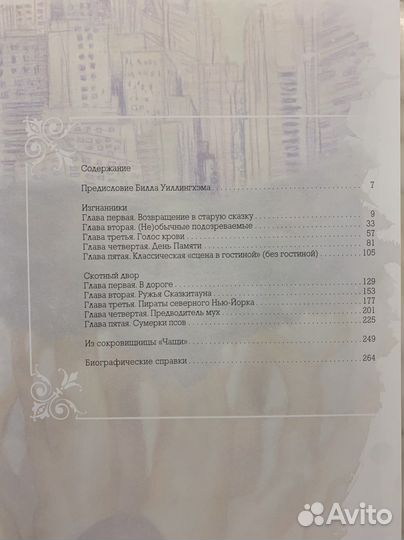 Содержание
Предисловие Билла Уиллингхэма 7
Изгнанники
Глава первая. Возвращение в старую сказку 9
Глава вторая. (Не)обычные подозреваемые 33
Глава третья. Голос крови 57
Глава четвертая. День Памяти 81
Глава пятая. Классическая «сцена в гостиной» (без гостиной) 105
Скотный двор
Глава первая. В дороге 129
Глава вторая. Ружья Сказкитауна 153
Глава третья. Пираты северного Нью-Йорка 177
Глава четвертая. Предводитель мух 201
Глава пятая. Сумерки псов 225
Из сокровищницы «Чащи» 249
Биографические справки 264
Avito